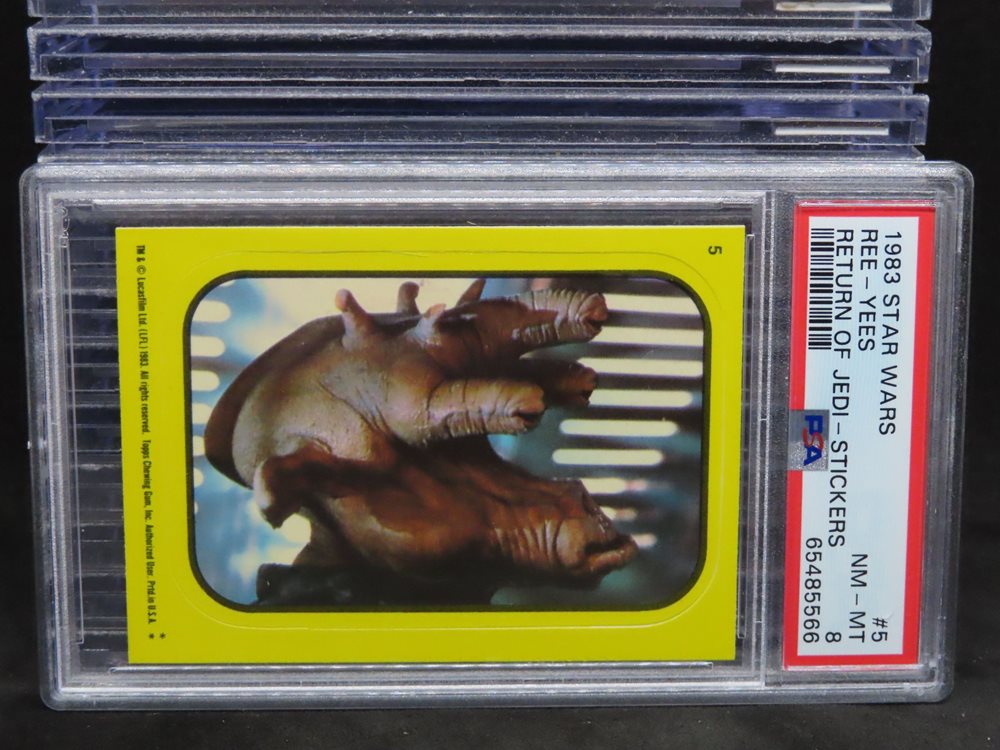 1983 STAR WARS #5
REE-YEES NM-MT
RETURN OF JEDI-STICKERS 8
PSA 65485566
5
TM & © Lucasfilm Ltd. (LFL) 1983. All rights reserved. Topps Chewing Gum, Inc. Authorized User. Prtd. in U.S.A. **